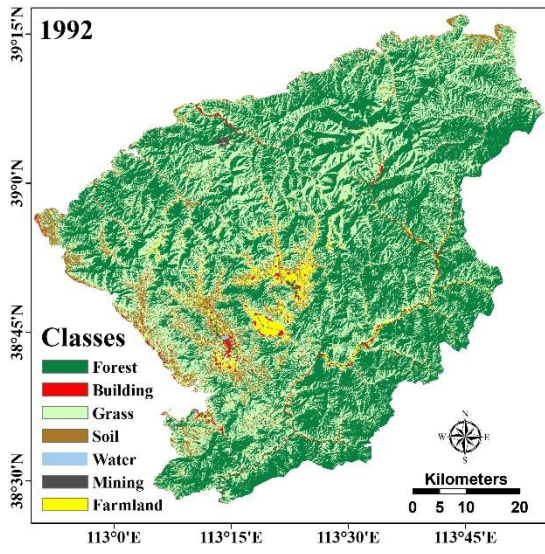 1992
39°15'N
39°0'N
38°45'N
38°30'N
Classes
Forest
Building
Grass
Soil
Water
Mining
Farmland
N
W E
S
Kilometers
0 5 10 20
113°0'E 113°15'E 113°30'E 113°45'E